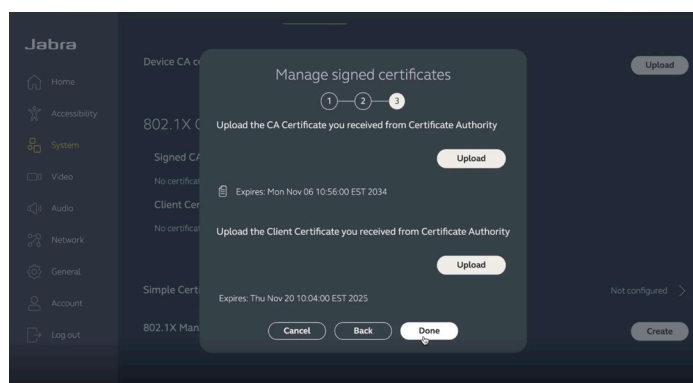 Jabra
Home
Accessibility
System
Video
Audio
Network
General
Account
Log out
Device CA
Upload
802.1X
Signed CA
No certificat
Client Cer
No certificat
Simple Certi
Not configured
802.1X Man
Create
Manage signed certificates
1 2 3
Upload the CA Certificate you received from Certificate Authority
Upload
Expires: Mon Nov 06 10:56:00 EST 2034
Upload the Client Certificate you received from Certificate Authority
Upload
Expires: Thu Nov 20 10:04:00 EST 2025
Cancel Back Done